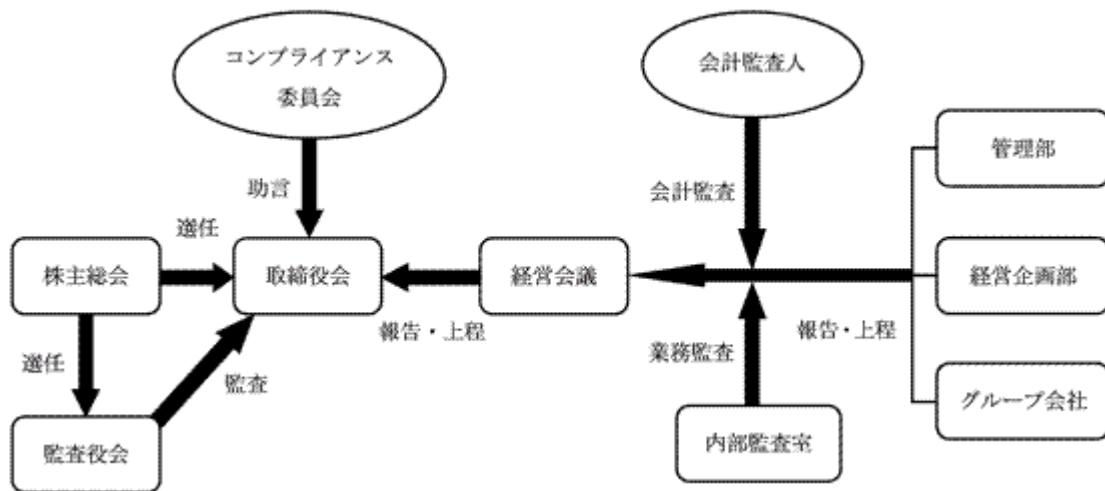 コンプライアンス
委員会
会計監査人
管理部
助言
会計監査
選任
株主総会
取締役会
経営会議
経営企画部
報告・上程
業務監査
報告・上程
選任
監査
グループ会社
監査役会
内部監査室